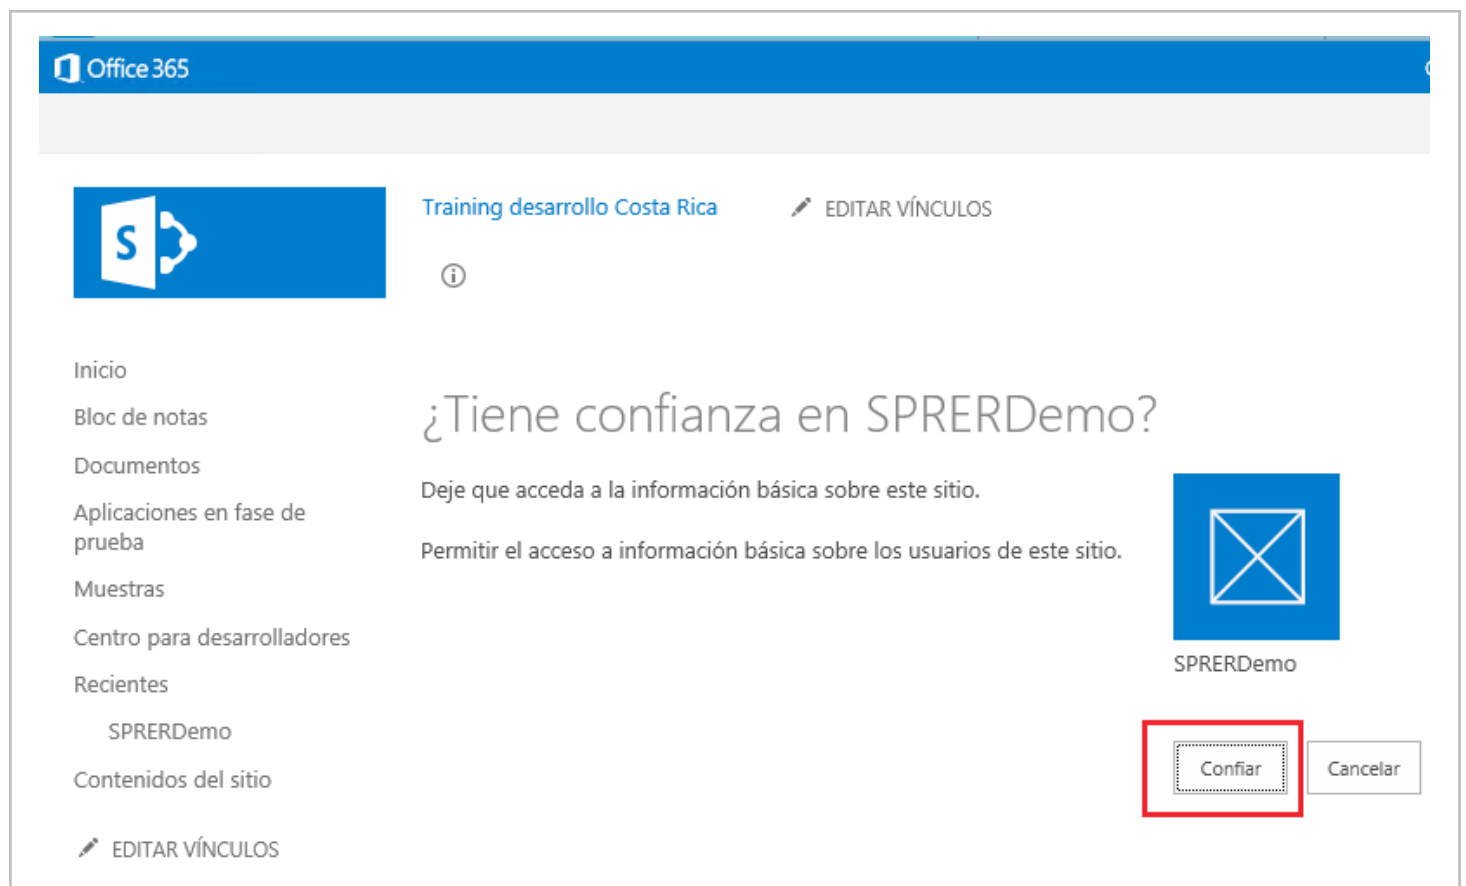 Office 365
Training desarrollo Costa Rica
EDITAR VÍNCULOS
S
Inicio
Bloc de notas
Documentos
Aplicaciones en fase de
prueba
Muestras
Centro para desarrolladores
Recientes
SPRERDemo
Contenidos del sitio
EDITAR VÍNCULOS
¿Tiene confianza en SPRERDemo?
Deje que acceda a la información básica sobre este sitio.
Permitir el acceso a información básica sobre los usuarios de este sitio.
SPRERDemo
Confiar
Cancelar